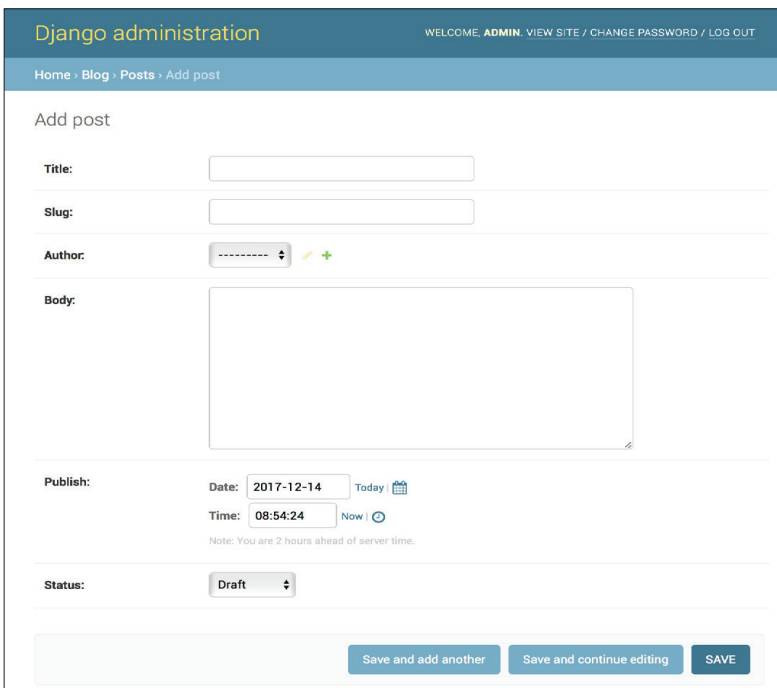 Django administration
WELCOME, ADMIN. VIEW SITE / CHANGE PASSWORD / LOG OUT
Home › Blog › Posts › Add post
Add post
Title:
Slug:
Author:
---------
Body:
Publish:
Date: 2017-12-14 Today |
Time: 08:54:24 Now |
Note: You are 2 hours ahead of server time.
Status:
Draft
Save and add another
Save and continue editing
SAVE